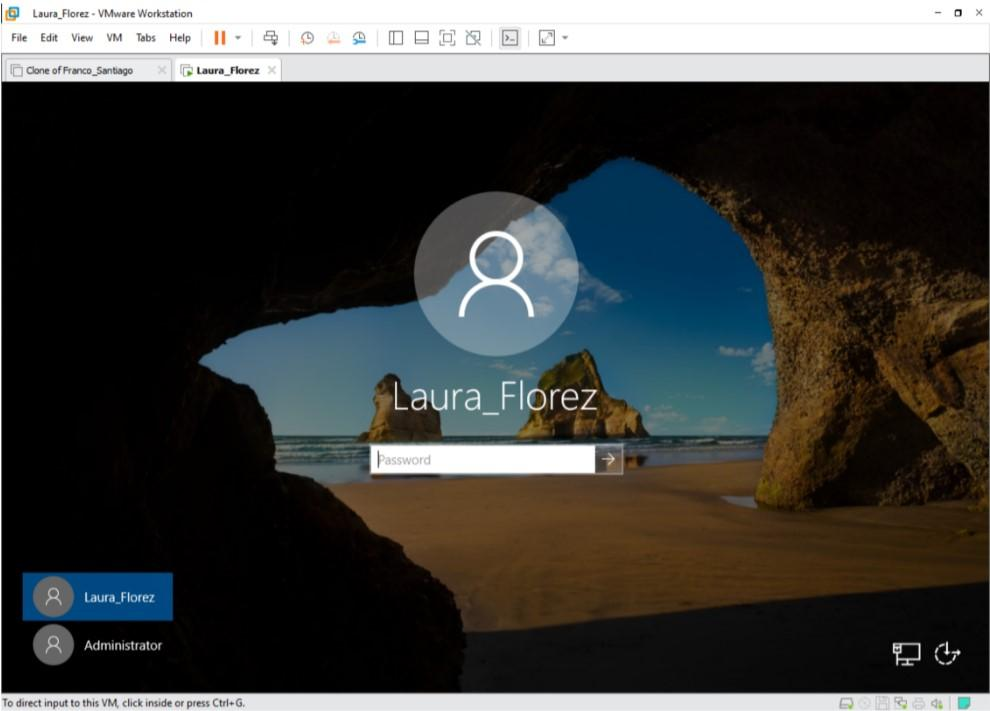 Laura_Florez - VMware Workstation
File Edit View VM Tabs Help
Clone of Franco_Santiago Laura_Florez
Laura_Florez
Password
Laura_Florez
Administrator
To direct input to this VM, click inside or press Ctrl+G.